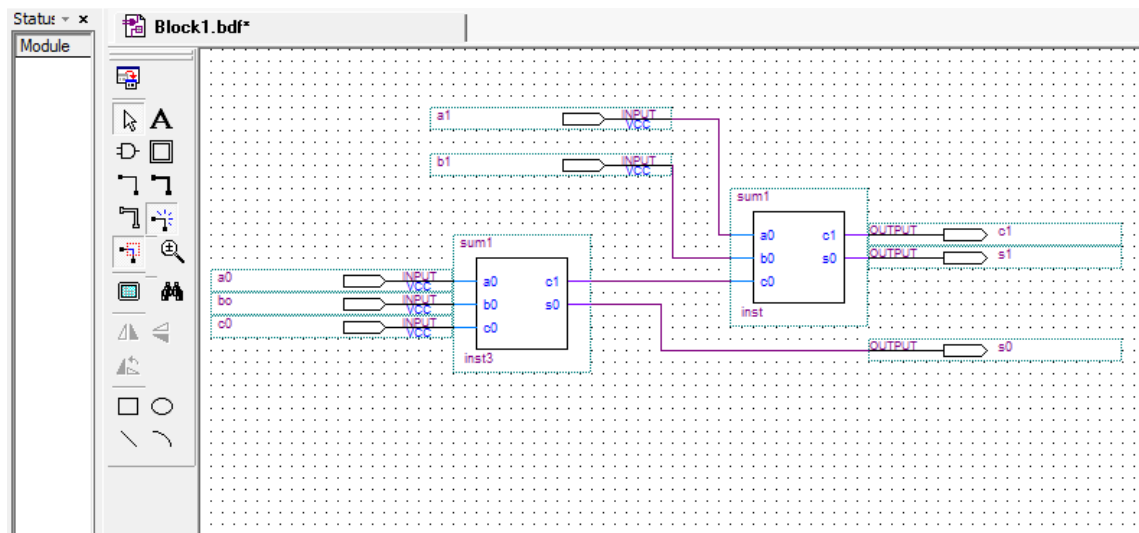 Status
Module
Block1.bdf*
A
a1
INPUT
VCC
b1
INPUT
VCC
sum1
a0 c1
b0 s0
c0
inst
OUTPUT c1
OUTPUT s1
sum1
a0 c1
b0 s0
c0
inst3
a0
INPUT
VCC
bo
INPUT
VCC
c0
INPUT
VCC
OUTPUT s0